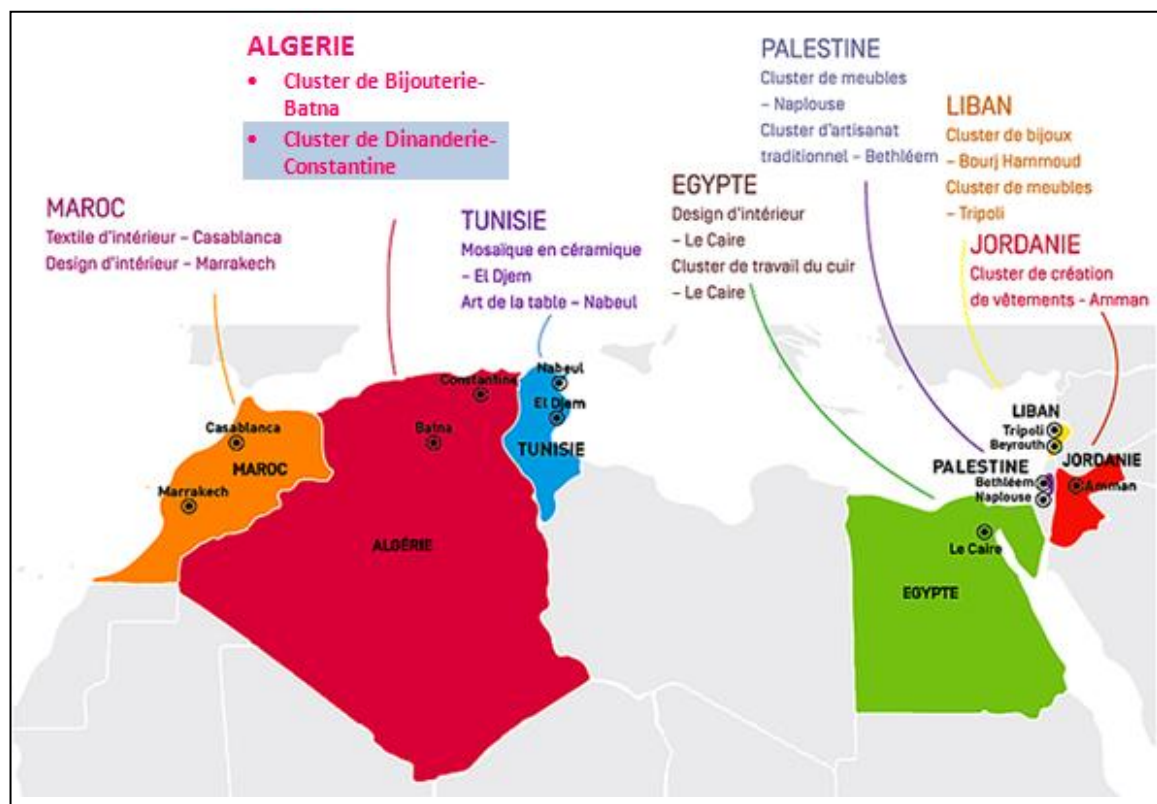 ALGERIE
• Cluster de Bijouterie-
Batna
• Cluster de Dinanderie-
Constantine
PALESTINE
Cluster de meubles
– Naplouse
Cluster d'artisanat
traditionnel – Bethléem
LIBAN
Cluster de bijoux
– Bourj Hammoud
Cluster de meubles
– Tripoli
EGYPTE
Design d'intérieur
– Le Caire
Cluster de travail du cuir
– Le Caire
MAROC
Textile d'intérieur – Casablanca
Design d'intérieur – Marrakech
TUNISIE
Mosaïque en céramique
– El Djem
Art de la table – Nabeul
JORDANIE
Cluster de création
de vêtements - Amman
Nabeul
Constantine
El Djem
Casablanca
Batna
TUNISIE
MAROC
Marrakech
ALGÉRIE
LIBAN
Tripoli
Beyrouth
PALESTINE
JORDANIE
Bethléem
Amman
Naplouse
Le Caire
EGYPTE